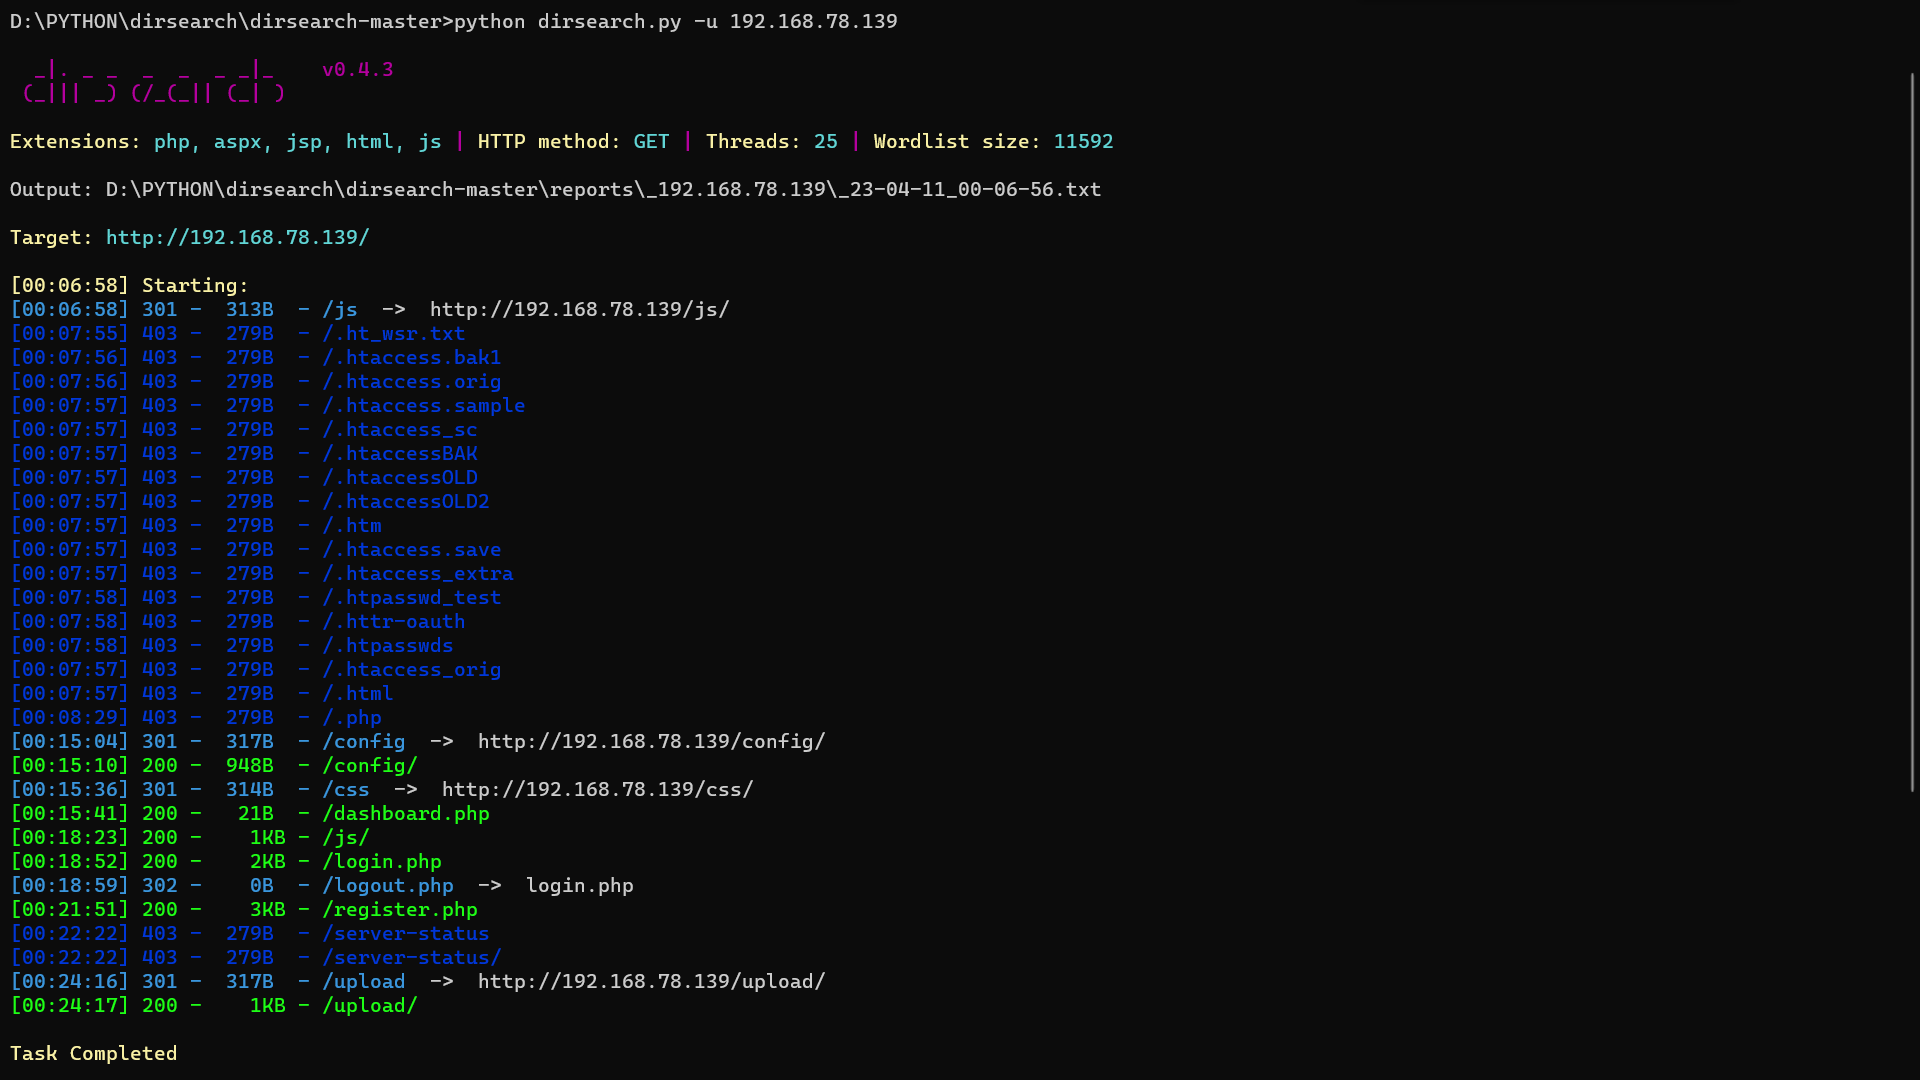 D:\PYTHON\dirsearch\dirsearch-master>python dirsearch.py -u 192.168.78.139
  _|. _ _  _  _  _ _|_    v0.4.3
 (_||| _) (/_(_|| (_| )
Extensions: php, aspx, jsp, html, js | HTTP method: GET | Threads: 25 | Wordlist size: 11592
Output: D:\PYTHON\dirsearch\dirsearch-master\reports\_192.168.78.139\_23-04-11_00-06-56.txt
Target: http://192.168.78.139/
[00:06:58] Starting:
[00:06:58] 301 -  313B  - /js  ->  http://192.168.78.139/js/
[00:07:55] 403 -  279B  - /.ht_wsr.txt
[00:07:56] 403 -  279B  - /.htaccess.bak1
[00:07:56] 403 -  279B  - /.htaccess.orig
[00:07:57] 403 -  279B  - /.htaccess.sample
[00:07:57] 403 -  279B  - /.htaccess_sc
[00:07:57] 403 -  279B  - /.htaccessBAK
[00:07:57] 403 -  279B  - /.htaccessOLD
[00:07:57] 403 -  279B  - /.htaccessOLD2
[00:07:57] 403 -  279B  - /.htm
[00:07:57] 403 -  279B  - /.htaccess.save
[00:07:57] 403 -  279B  - /.htaccess_extra
[00:07:58] 403 -  279B  - /.htpasswd_test
[00:07:58] 403 -  279B  - /.httr-oauth
[00:07:58] 403 -  279B  - /.htpasswds
[00:07:57] 403 -  279B  - /.htaccess_orig
[00:07:57] 403 -  279B  - /.html
[00:08:29] 403 -  279B  - /.php
[00:15:04] 301 -  317B  - /config  ->  http://192.168.78.139/config/
[00:15:10] 200 -  948B  - /config/
[00:15:36] 301 -  314B  - /css  ->  http://192.168.78.139/css/
[00:15:41] 200 -   21B  - /dashboard.php
[00:18:23] 200 -    1KB - /js/
[00:18:52] 200 -    2KB - /login.php
[00:18:59] 302 -    0B  - /logout.php  ->  login.php
[00:21:51] 200 -    3KB - /register.php
[00:22:22] 403 -  279B  - /server-status
[00:22:22] 403 -  279B  - /server-status/
[00:24:16] 301 -  317B  - /upload  ->  http://192.168.78.139/upload/
[00:24:17] 200 -    1KB - /upload/
Task Completed